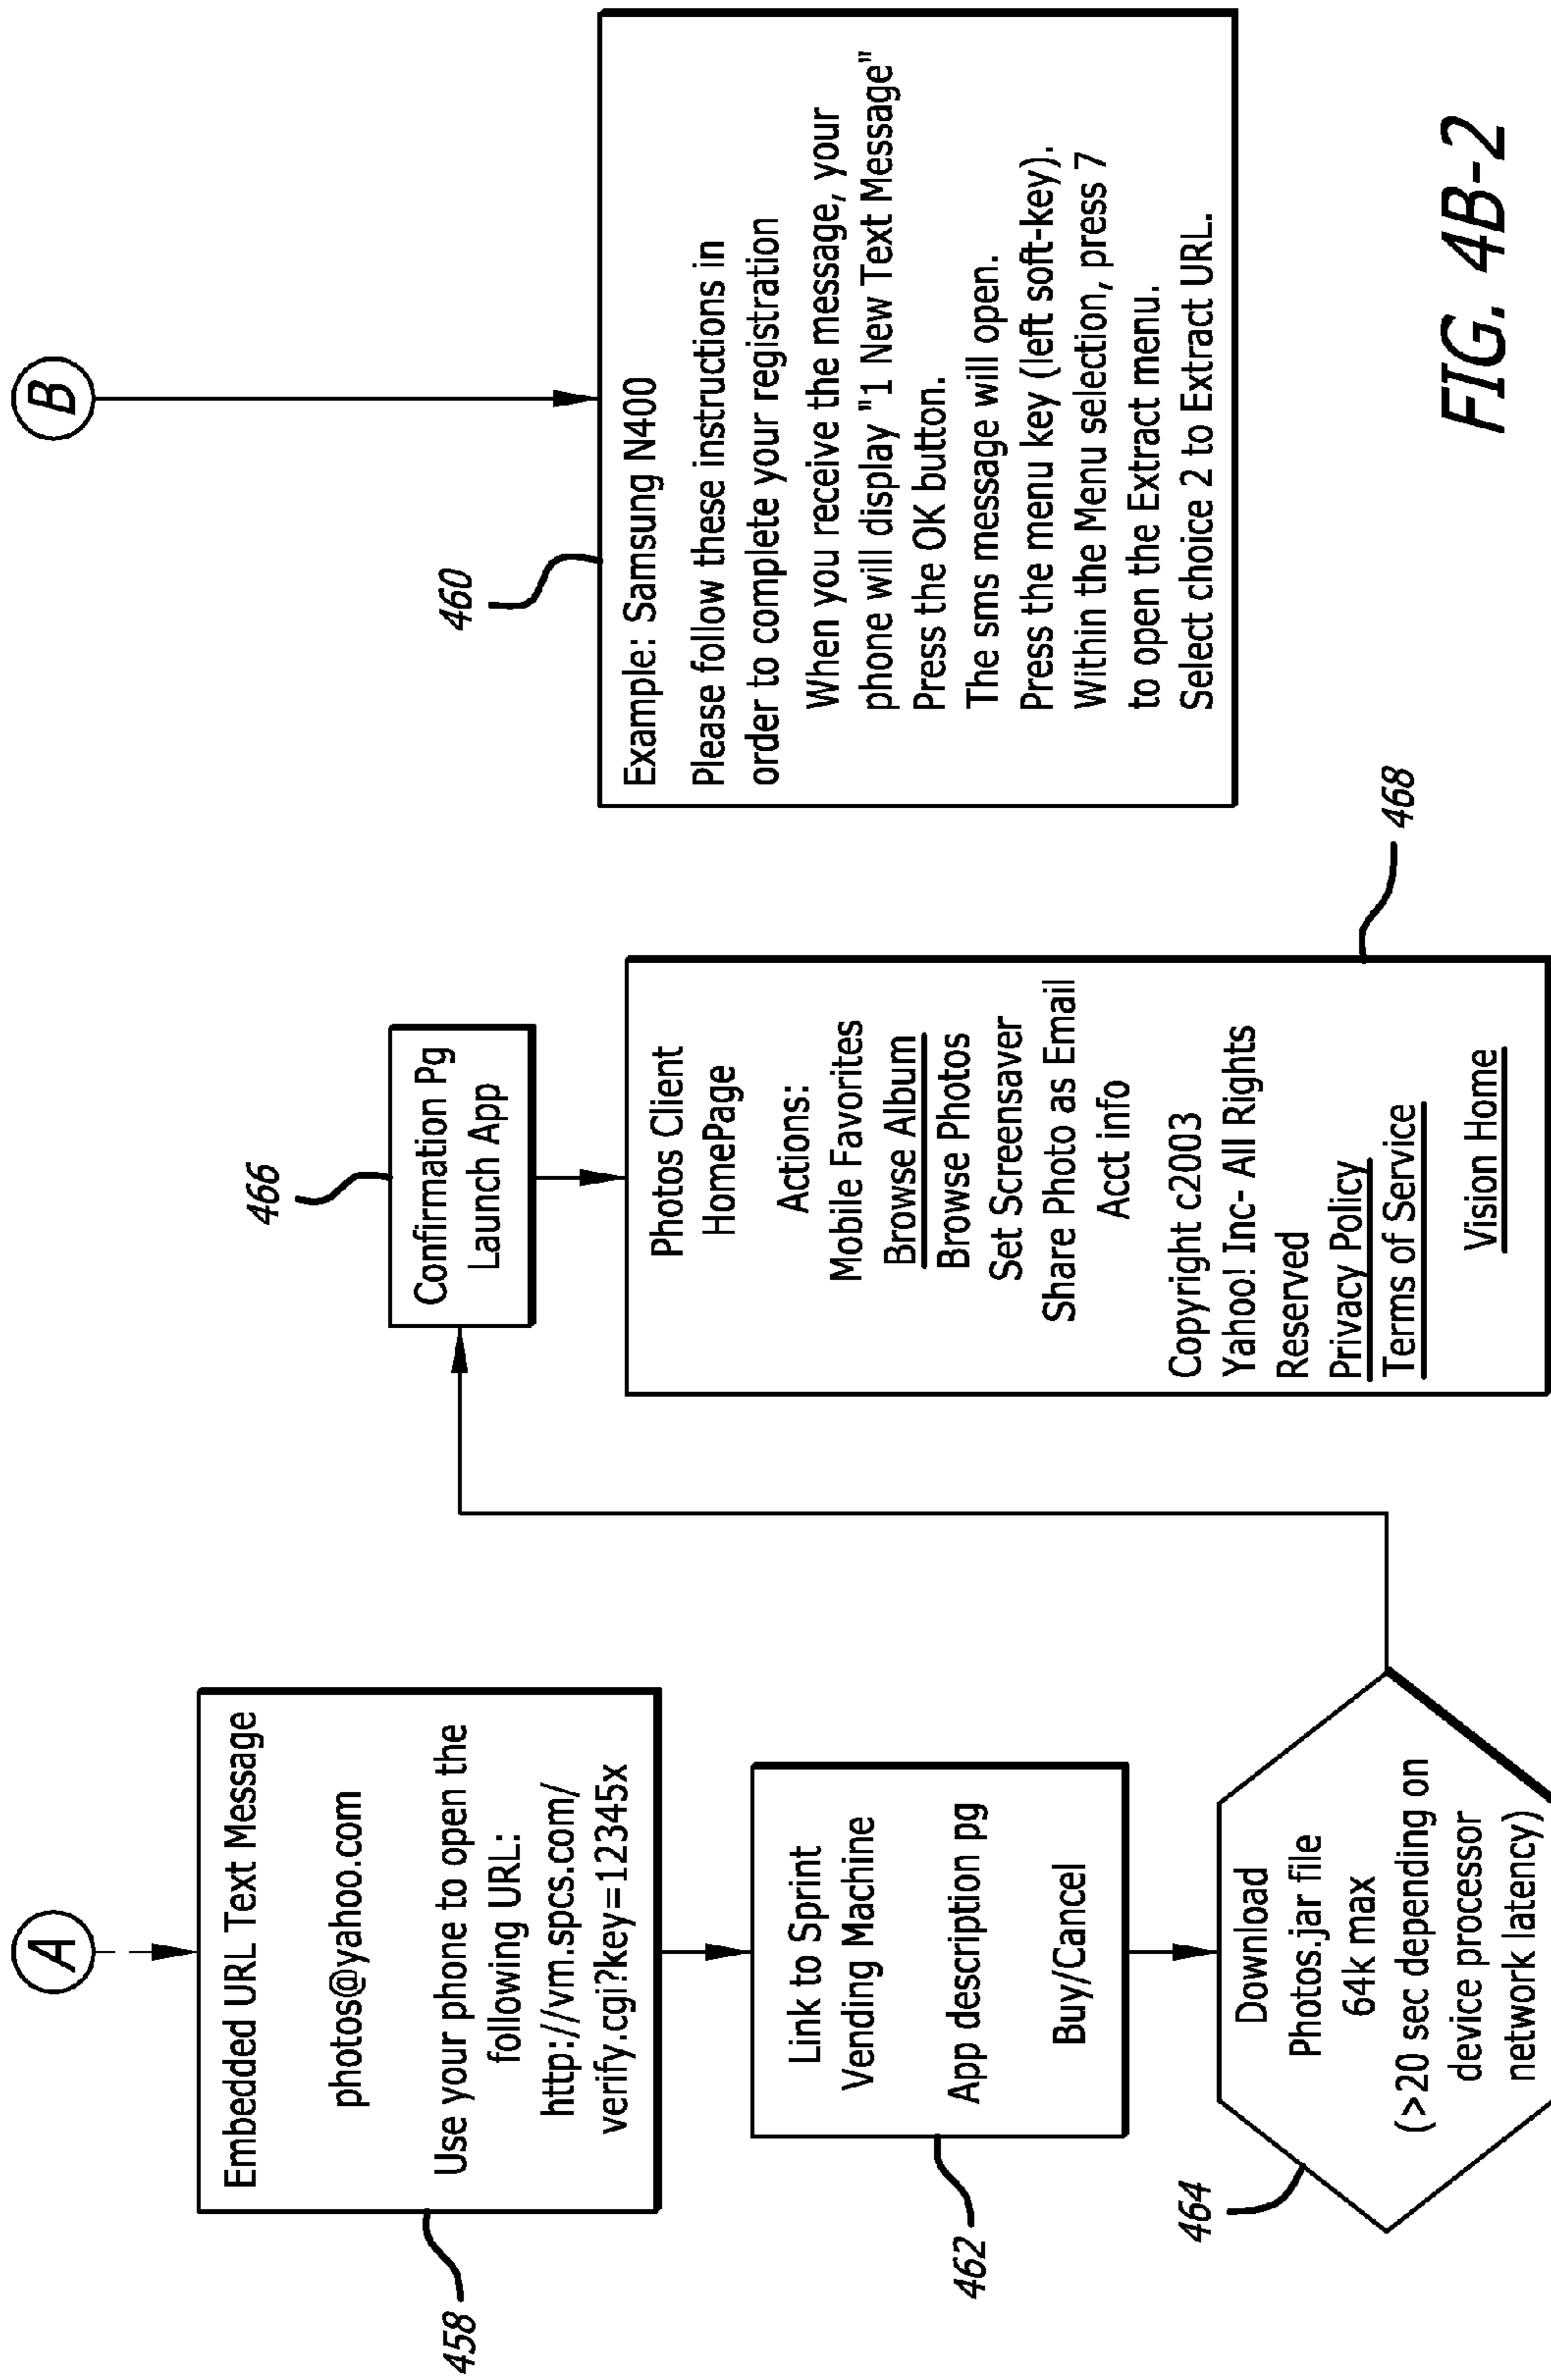 A
Embedded URL Text Message
photos@yahoo.com
Use your phone to open the
following URL:
http://vm.spcs.com/
verify.cgi?key=12345x
458
Link to Sprint
Vending Machine
App description pg
Buy/Cancel
462
Download
Photos.jar file
64k max
(>20 sec depending on
device processor
network latency)
464
466
Confirmation Pg
Launch App
Photos Client
HomePage
Actions:
Mobile Favorites
Browse Album
Browse Photos
Set Screensaver
Share Photo as Email
Acct info
Copyright c2003
Yahoo! Inc- All Rights
Reserved
Privacy Policy
Terms of Service
Vision Home
468
B
460
Example: Samsung N400
Please follow these instructions in
order to complete your registration
When you receive the message, your
phone will display "1 New Text Message"
Press the OK button.
The sms message will open.
Press the menu key (left soft-key).
Within the Menu selection, press 7
to open the Extract menu.
Select choice 2 to Extract URL.
FIG. 4B-2